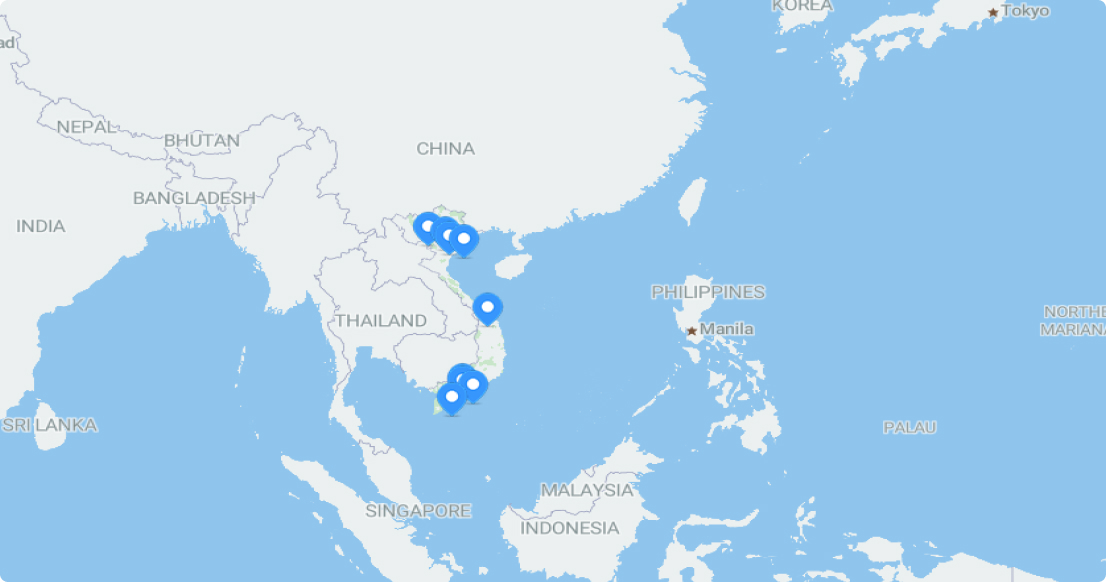 KOREA
Tokyo
ad
NEPAL
BHUTAN
CHINA
BANGLADESH
INDIA
PHILIPPINES
THAILAND
Manila
NORTHE
MARIANA
SRI LANKA
PALAU
MALAYSIA
SINGAPORE
INDONESIA